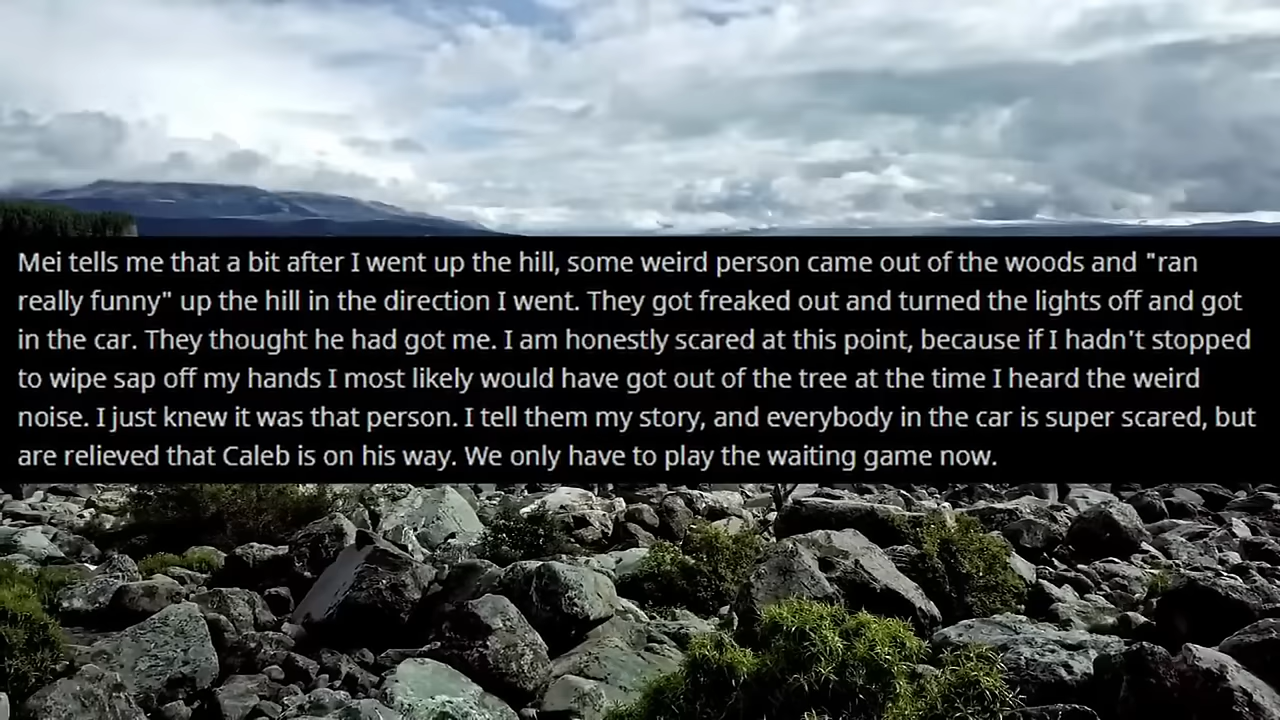 Mei tells me that a bit after I went up the hill, some weird person came out of the woods and "ran
really funny" up the hill in the direction I went. They got freaked out and turned the lights off and got
in the car. They thought he had got me. I am honestly scared at this point, because if I hadn't stopped
to wipe sap off my hands I most likely would have got out of the tree at the time I heard the weird
noise. I just knew it was that person. I tell them my story, and everybody in the car is super scared, but
are relieved that Caleb is on his way. We only have to play the waiting game now.